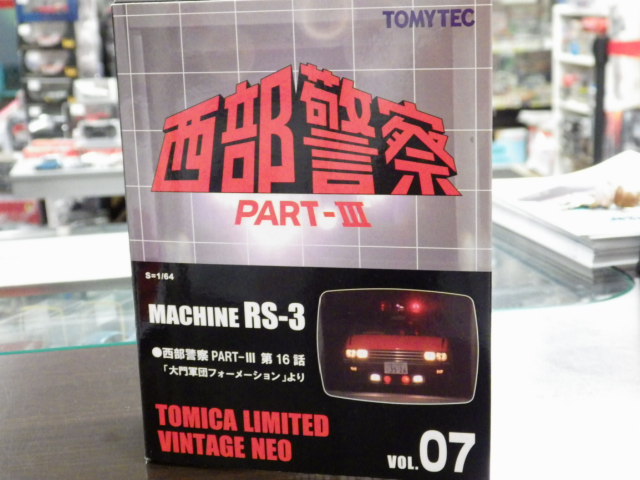 TOMYTEC
西部警察
PART-III
S=1/64
MACHINE RS-3
●西部警察 PART-III 第16話
「大門軍団フォーメーション」より
TOMICA LIMITED
VINTAGE NEO
VOL.07